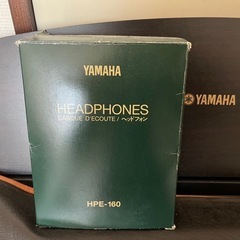 YAMAHA
HEADPHONES
CASQUE D'ECOUTE / ヘッドフォン
HPE-160
YAMAHA